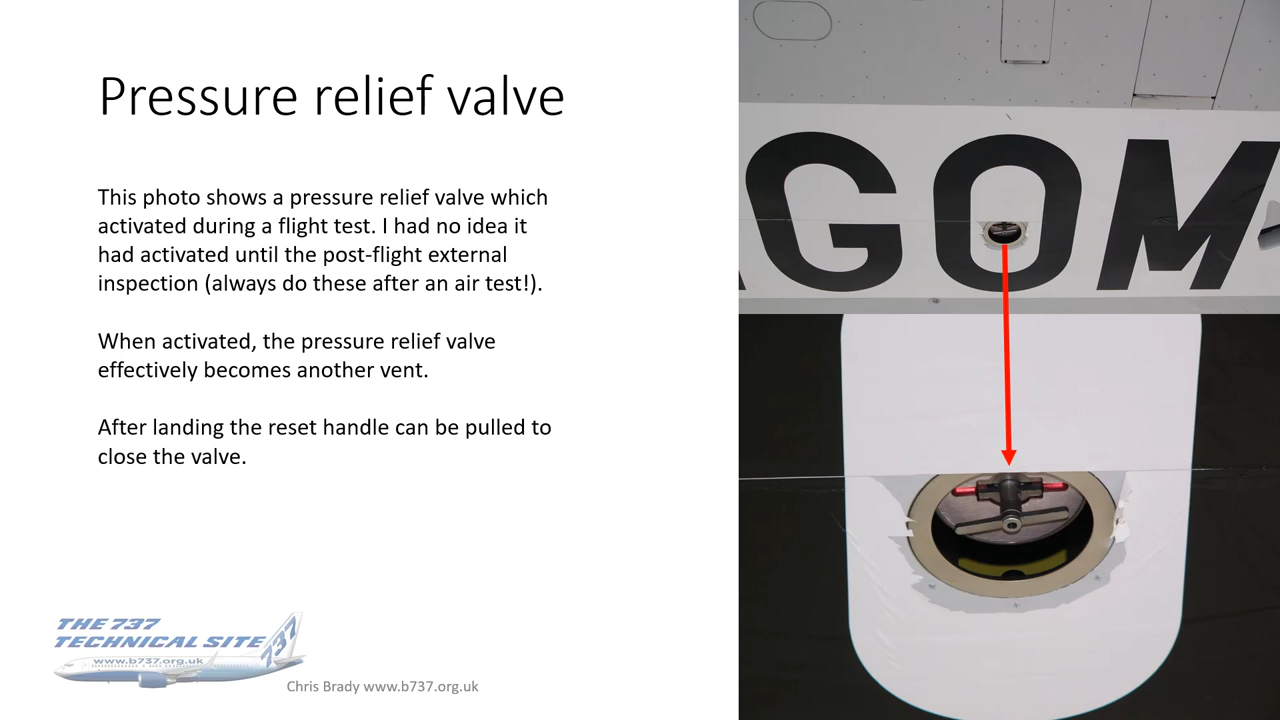 Pressure relief valve
This photo shows a pressure relief valve which
activated during a flight test. I had no idea it
had activated until the post-flight external
inspection (always do these after an air test!).
When activated, the pressure relief valve
effectively becomes another vent.
After landing the reset handle can be pulled to
close the valve.
GOM
THE 737
TECHNICAL SITE
737
www.b737.org.uk
Chris Brady www.b737.org.uk